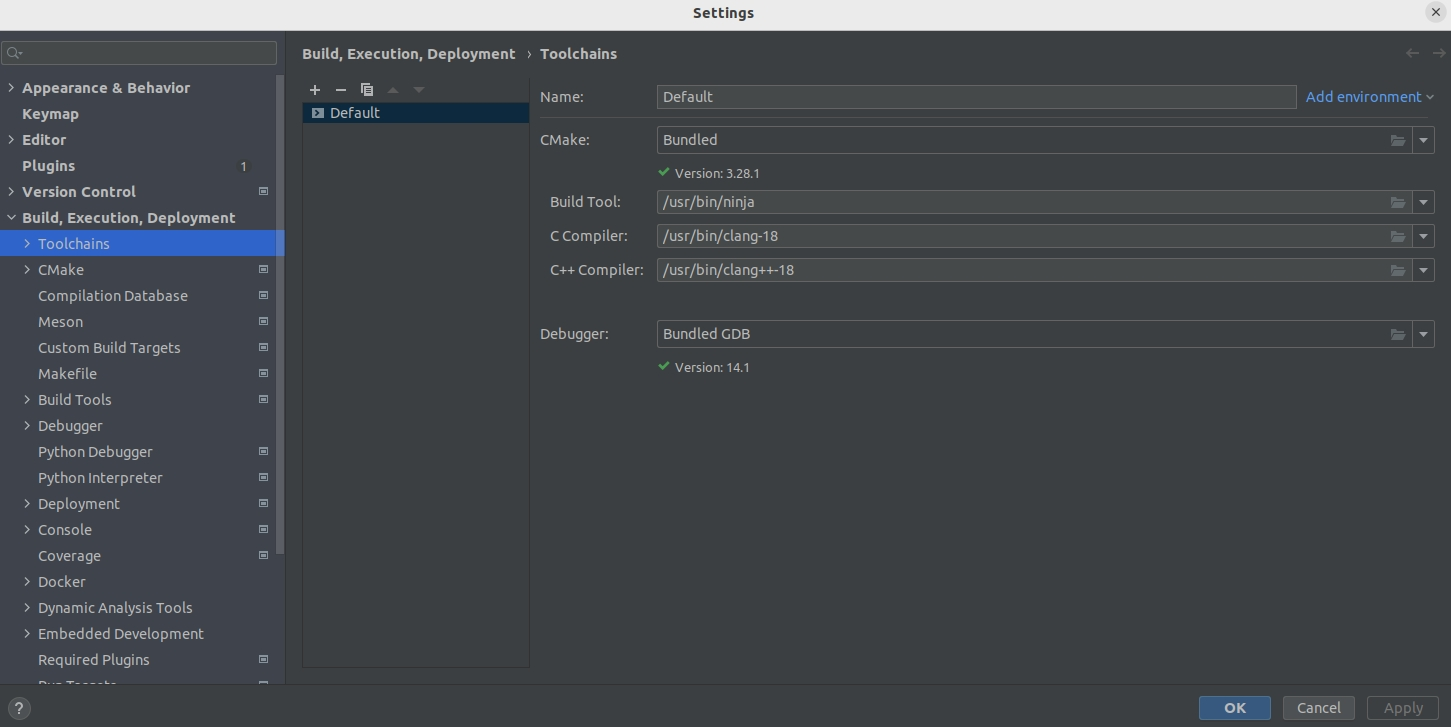 Settings
Build, Execution, Deployment › Toolchains
Appearance & Behavior
Keymap
Editor
Plugins 1
Version Control
Build, Execution, Deployment
Toolchains
CMake
Compilation Database
Meson
Custom Build Targets
Makefile
Build Tools
Debugger
Python Debugger
Python Interpreter
Deployment
Console
Coverage
Docker
Dynamic Analysis Tools
Embedded Development
Required Plugins
Run Targets
Default
Name: Default Add environment
CMake: Bundled
Version: 3.28.1
Build Tool: /usr/bin/ninja
C Compiler: /usr/bin/clang-18
C++ Compiler: /usr/bin/clang++-18
Debugger: Bundled GDB
Version: 14.1
? OK Cancel Apply